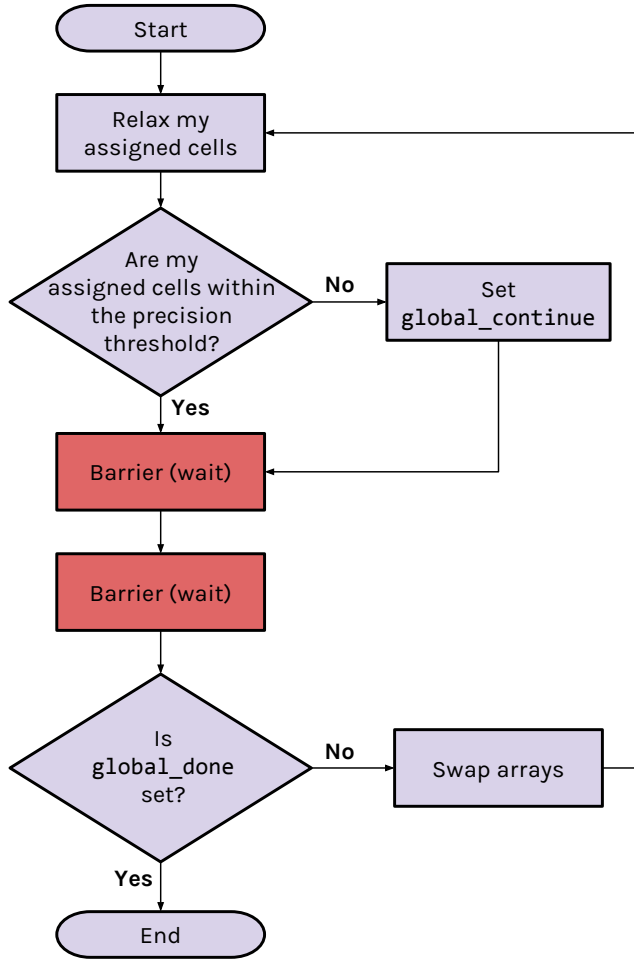 Start
Relax my
assigned cells
Are my
assigned cells within
the precision
threshold?
No
Set
global_continue
Yes
Barrier (wait)
Barrier (wait)
Is
global_done
set?
No
Swap arrays
Yes
End